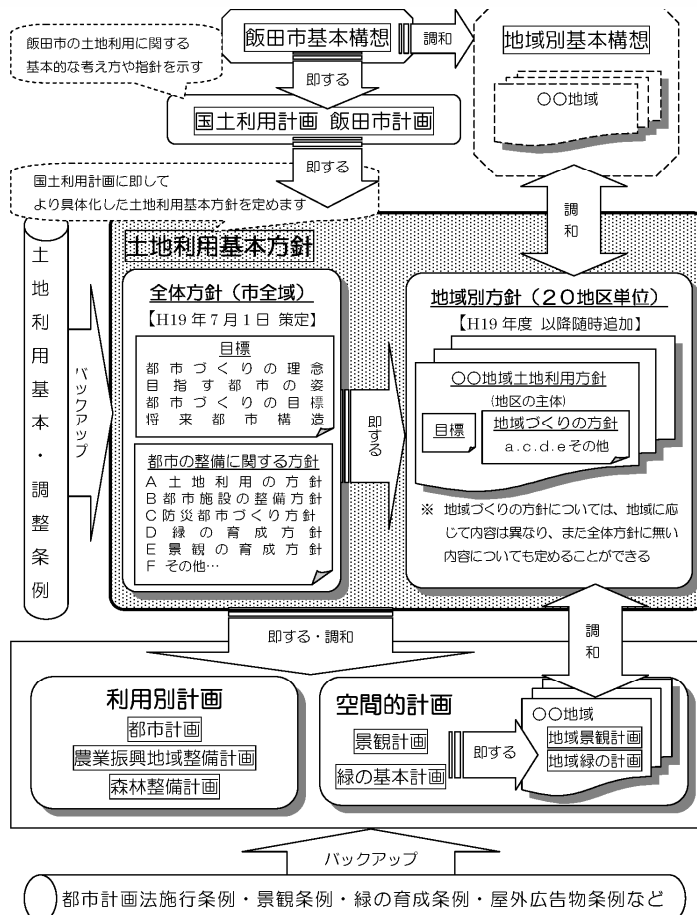 飯田市の土地利用に関する
基本的な考え方や指針を示す
飯田市基本構想
調和
地域別基本構想
〇〇地域
即する
国土利用計画 飯田市計画
即する
国土利用計画に即して
より具体化した土地利用基本方針を定めます
調和
土地利用基本・調整条例
バックアップ
土地利用基本方針
全体方針（市全域）
【H19年7月1日 策定】
目標
都市づくりの理念
目指す都市の姿
都市づくりの目標
将来都市構造
都市の整備に関する方針
A 土地利用の方針
B 都市施設の整備方針
C 防災都市づくり方針
D 緑の育成方針
E 景観の育成方針
F その他…
即する
地域別方針（２０地区単位）
【H19年度 以降随時追加】
〇〇地域土地利用方針
(地区の主体)
目標
地域づくりの方針
a.c.d.eその他
※ 地域づくりの方針については、地域に応
じて内容は異なり、また全体方針に無い
内容についても定めることができる
即する・調和
調和
利用別計画
都市計画
農業振興地域整備計画
森林整備計画
空間的計画
景観計画
緑の基本計画
即する
〇〇地域
地域景観計画
地域緑の計画
バックアップ
都市計画法施行条例・景観条例・緑の育成条例・屋外広告物条例など